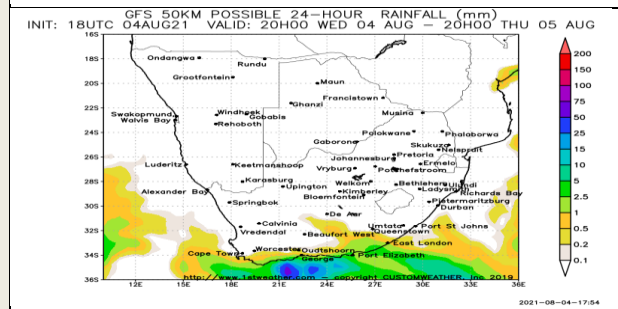 GFS 50KM POSSIBLE 24-HOUR RAINFALL (mm)
INIT: 18UTC 04AUG21 VALID: 20H00 WED 04 AUG - 20H00 THU 05 AUG
16S
18S
20S
22S
24S
26S
28S
30S
32S
34S
36S
Ondangwa
Rundu
Grootfontein
Maun
Francistown
Ghanzi
Swakopmund
Walvis Bay
Windhoek
Gobabis
Rehoboth
Musina
Polokwane
Phalaborwa
Gaborone
Skukuza
Nelspruit
Pretoria
Johannesburg
Ermelo
Vryburg
Potchefstroom
Luderitz
Keetmanshoop
Karasburg
Upington
Welkom
Kimberley
Bloemfontein
Bethlehem
Ulundi
Ladysmith
Richards Bay
Alexander Bay
Springbok
Pietermaritzburg
Durban
De Aar
Calvinia
Vredendal
Umtata
Port St Johns
Queenstown
Beaufort West
East London
Cape Town
Worcester
Oudtshoorn
George
Port Elizabeth
http://www.1stweather.com - copyright CUSTOMWEATHER, Inc 2019
12E 15E 18E 21E 24E 27E 30E 33E 36E
200
150
100
75
50
25
15
10
5
2.5
1
0.5
0.2
0.1
2021-08-04-17:54